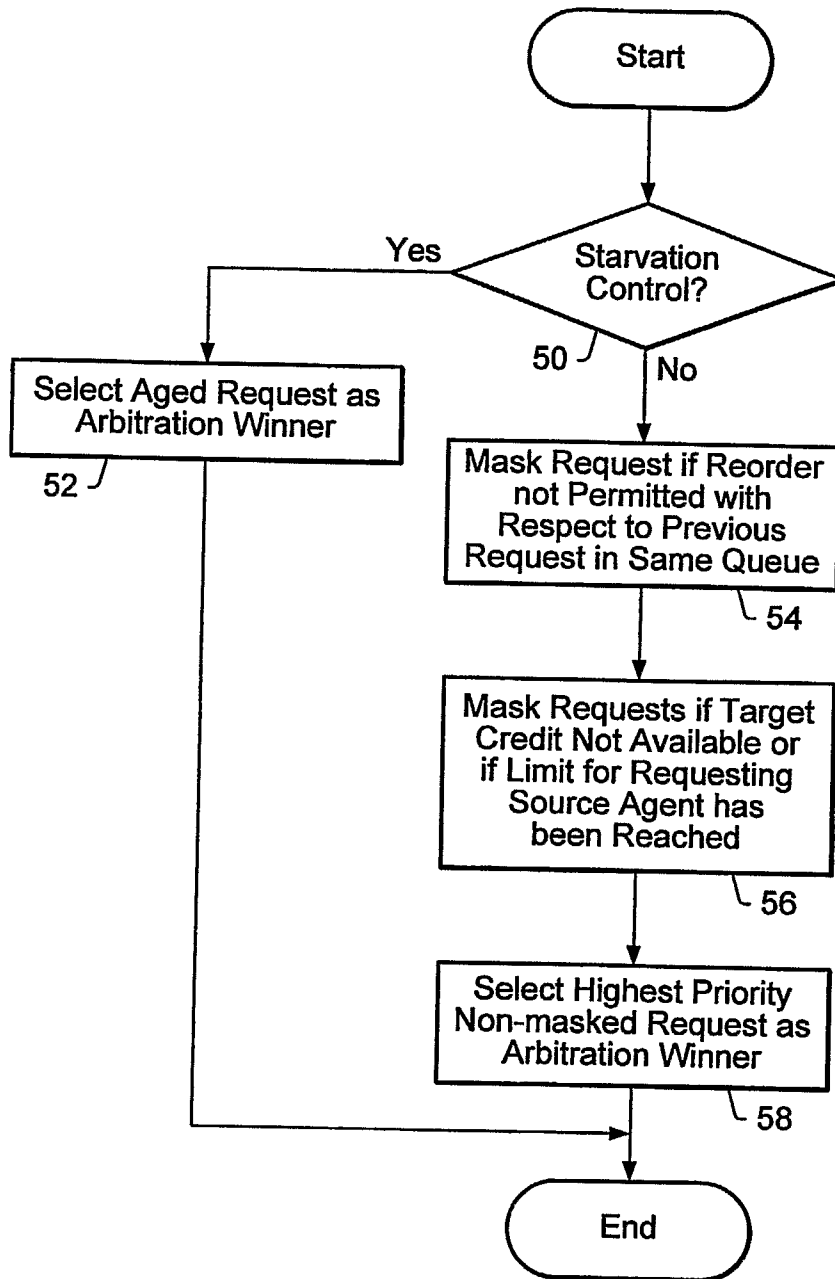 Start
Starvation
Control?
Yes
50
No
Select Aged Request as
Arbitration Winner
52
Mask Request if Reorder
not Permitted with
Respect to Previous
Request in Same Queue
54
Mask Requests if Target
Credit Not Available or
if Limit for Requesting
Source Agent has
been Reached
56
Select Highest Priority
Non-masked Request as
Arbitration Winner
58
End